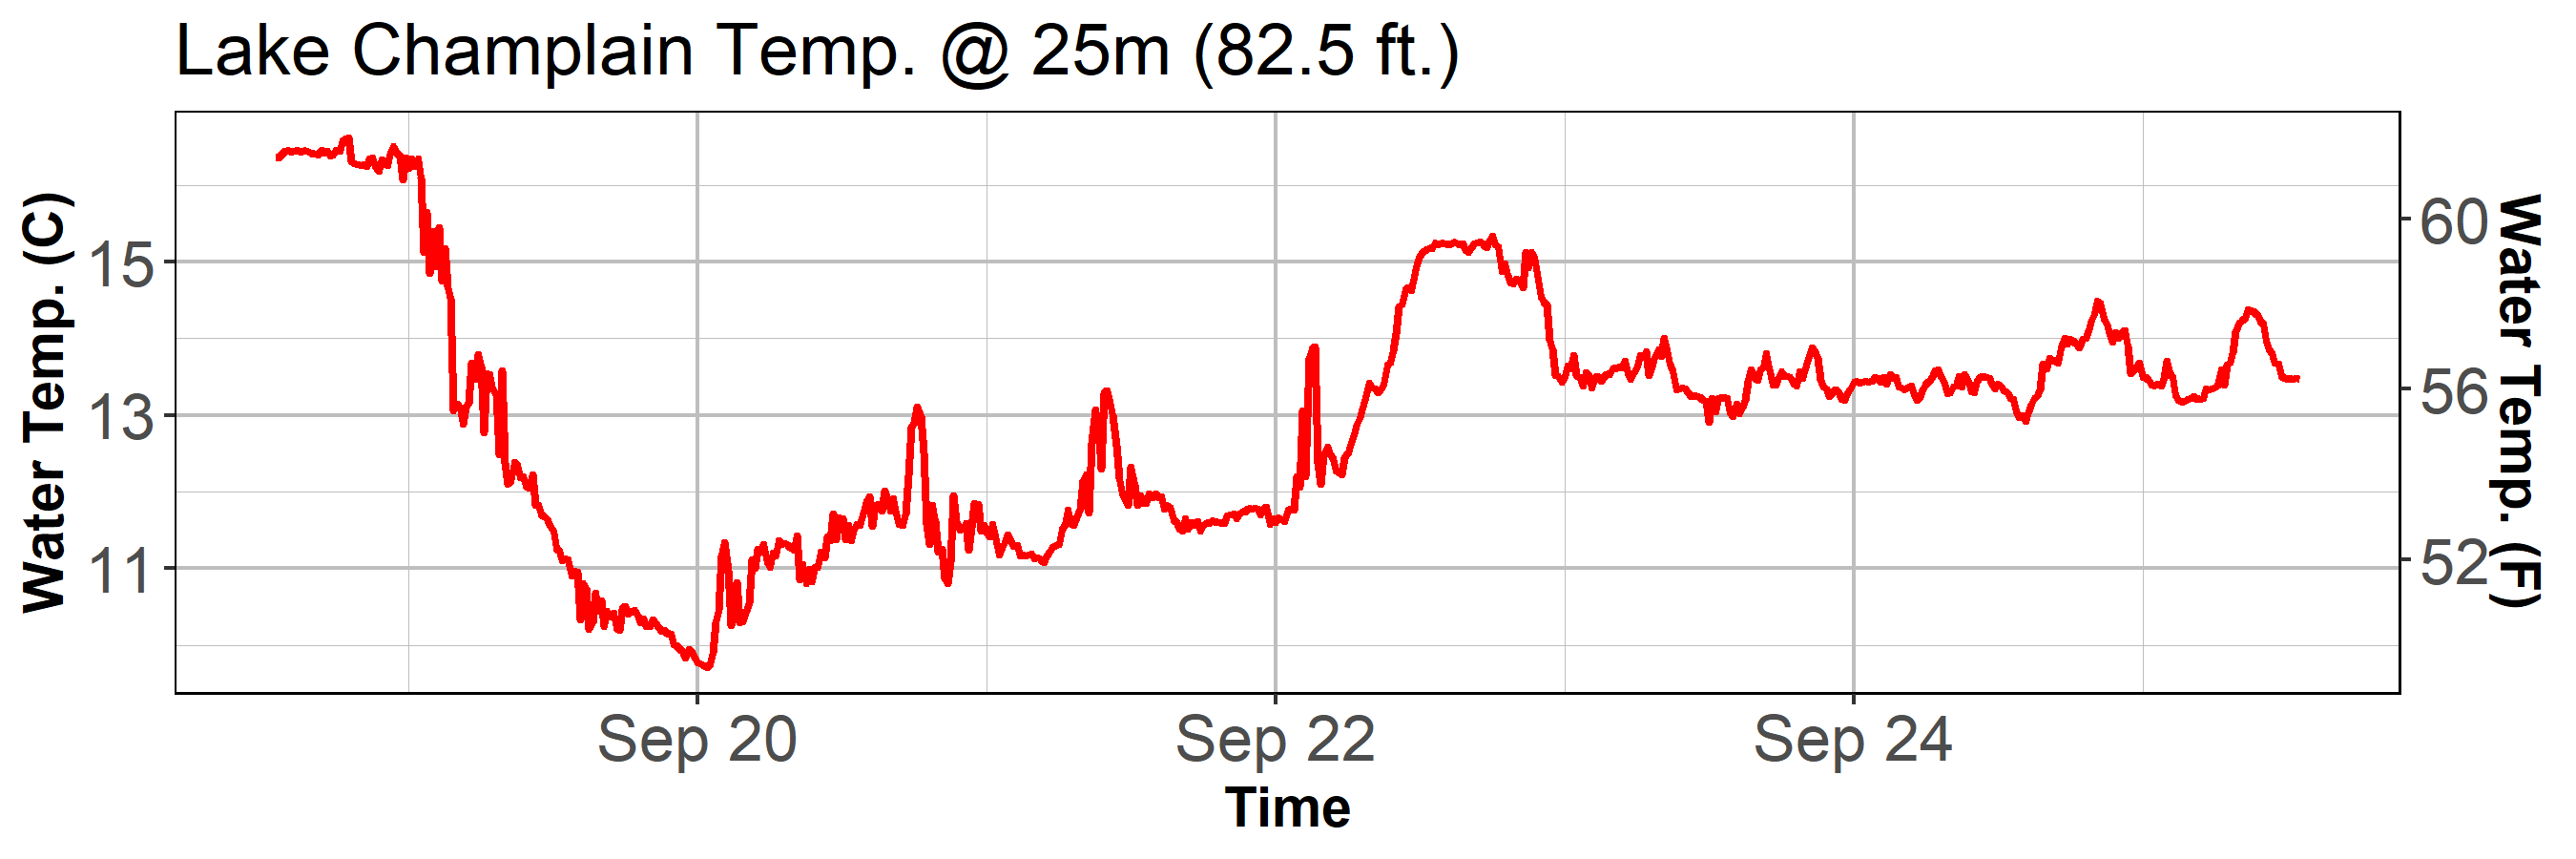 Lake Champlain Temp. @ 25m (82.5 ft.)
Water Temp. (C)
15
13
11
60
56
52
Water Temp. (F)
Sep 20 Sep 22 Sep 24
Time